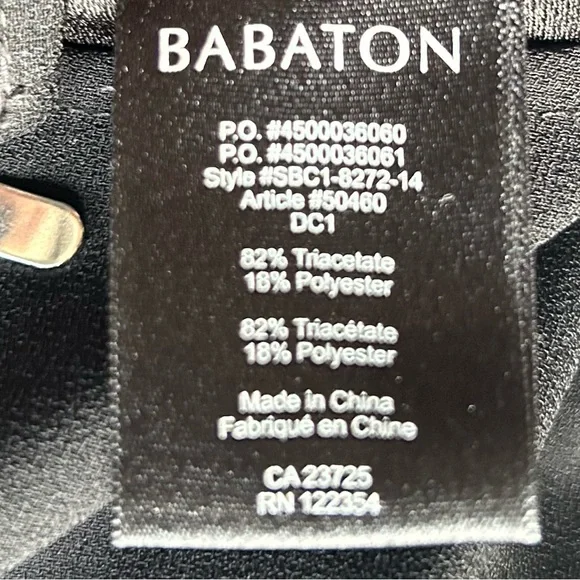 BABATON
P.O. #4500036060
P.O. #4500036061
Style #SBC1-8272-14
Article #50460
DC1
82% Triacetate
18% Polyester
82% Triacétate
18% Polyester
Made in China
Fabriqué en Chine
CA 23725
RN 122354